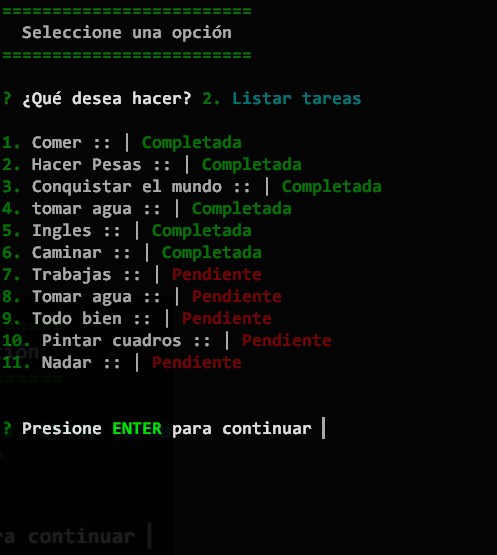 =========================
Seleccione una opción
=========================
? ¿Qué desea hacer? 2. Listar tareas
1. Comer :: | Completada
2. Hacer Pesas :: | Completada
3. Conquistar el mundo :: | Completada
4. tomar agua :: | Completada
5. Ingles :: | Completada
6. Caminar :: | Completada
7. Trabajas :: | Pendiente
8. Tomar agua :: | Pendiente
9. Todo bien :: | Pendiente
10. Pintar cuadros :: | Pendiente
11. Nadar :: | Pendiente
? Presione ENTER para continuar
ra continuar